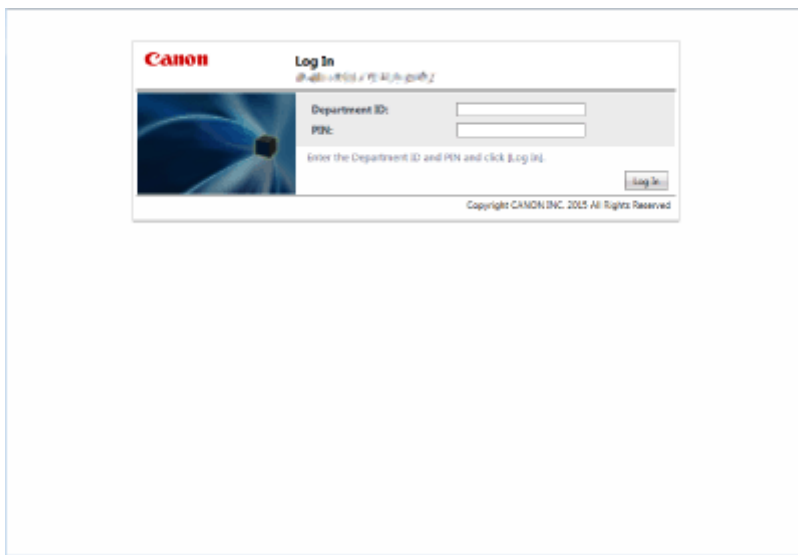 Canon
Log In
Department ID:
PIN:
Enter the Department ID and PIN and click [Log In].
Log In
Copyright CANON INC. 2015 All Rights Reserved